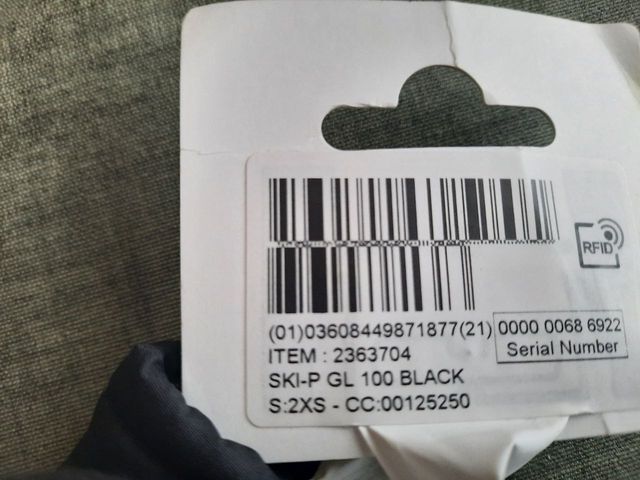 RFID
(01)03608449871877(21) 0000 0068 6922
Serial Number
ITEM : 2363704
SKI-P GL 100 BLACK
S:2XS - CC:00125250